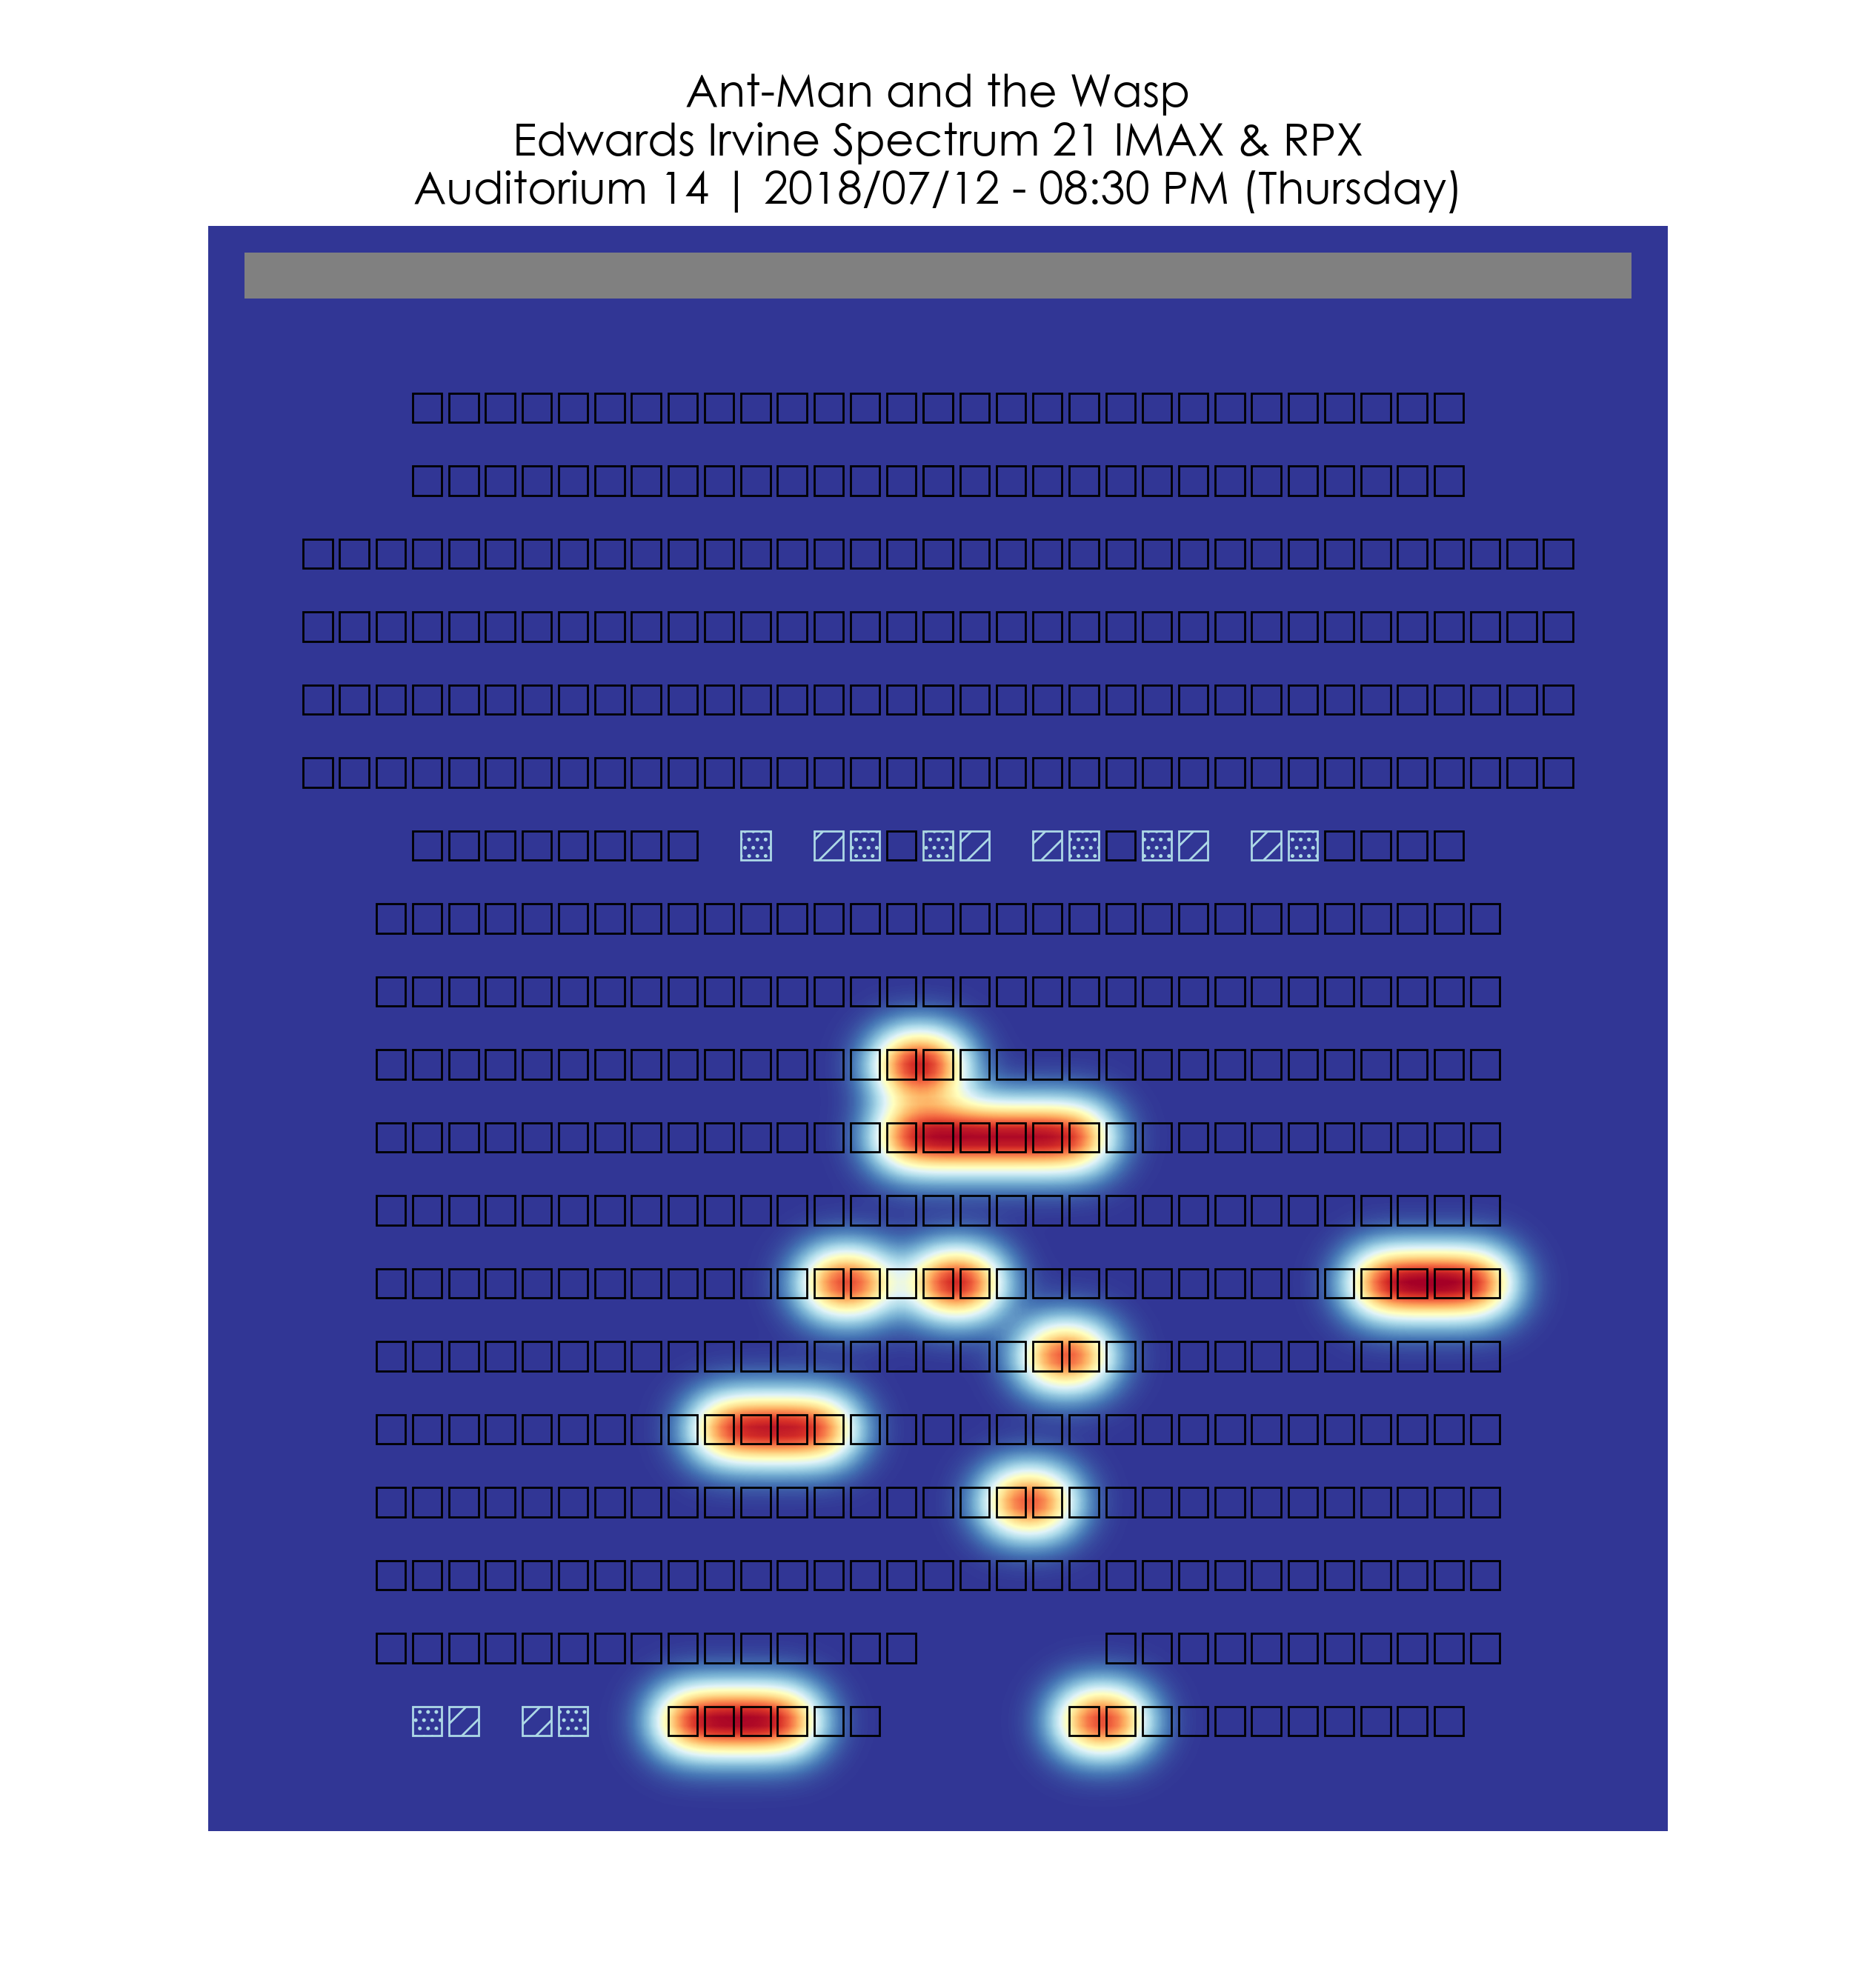 Ant-Man and the Wasp
Edwards Irvine Spectrum 21 IMAX & RPX
Auditorium 14 | 2018/07/12 - 08:30 PM (Thursday)